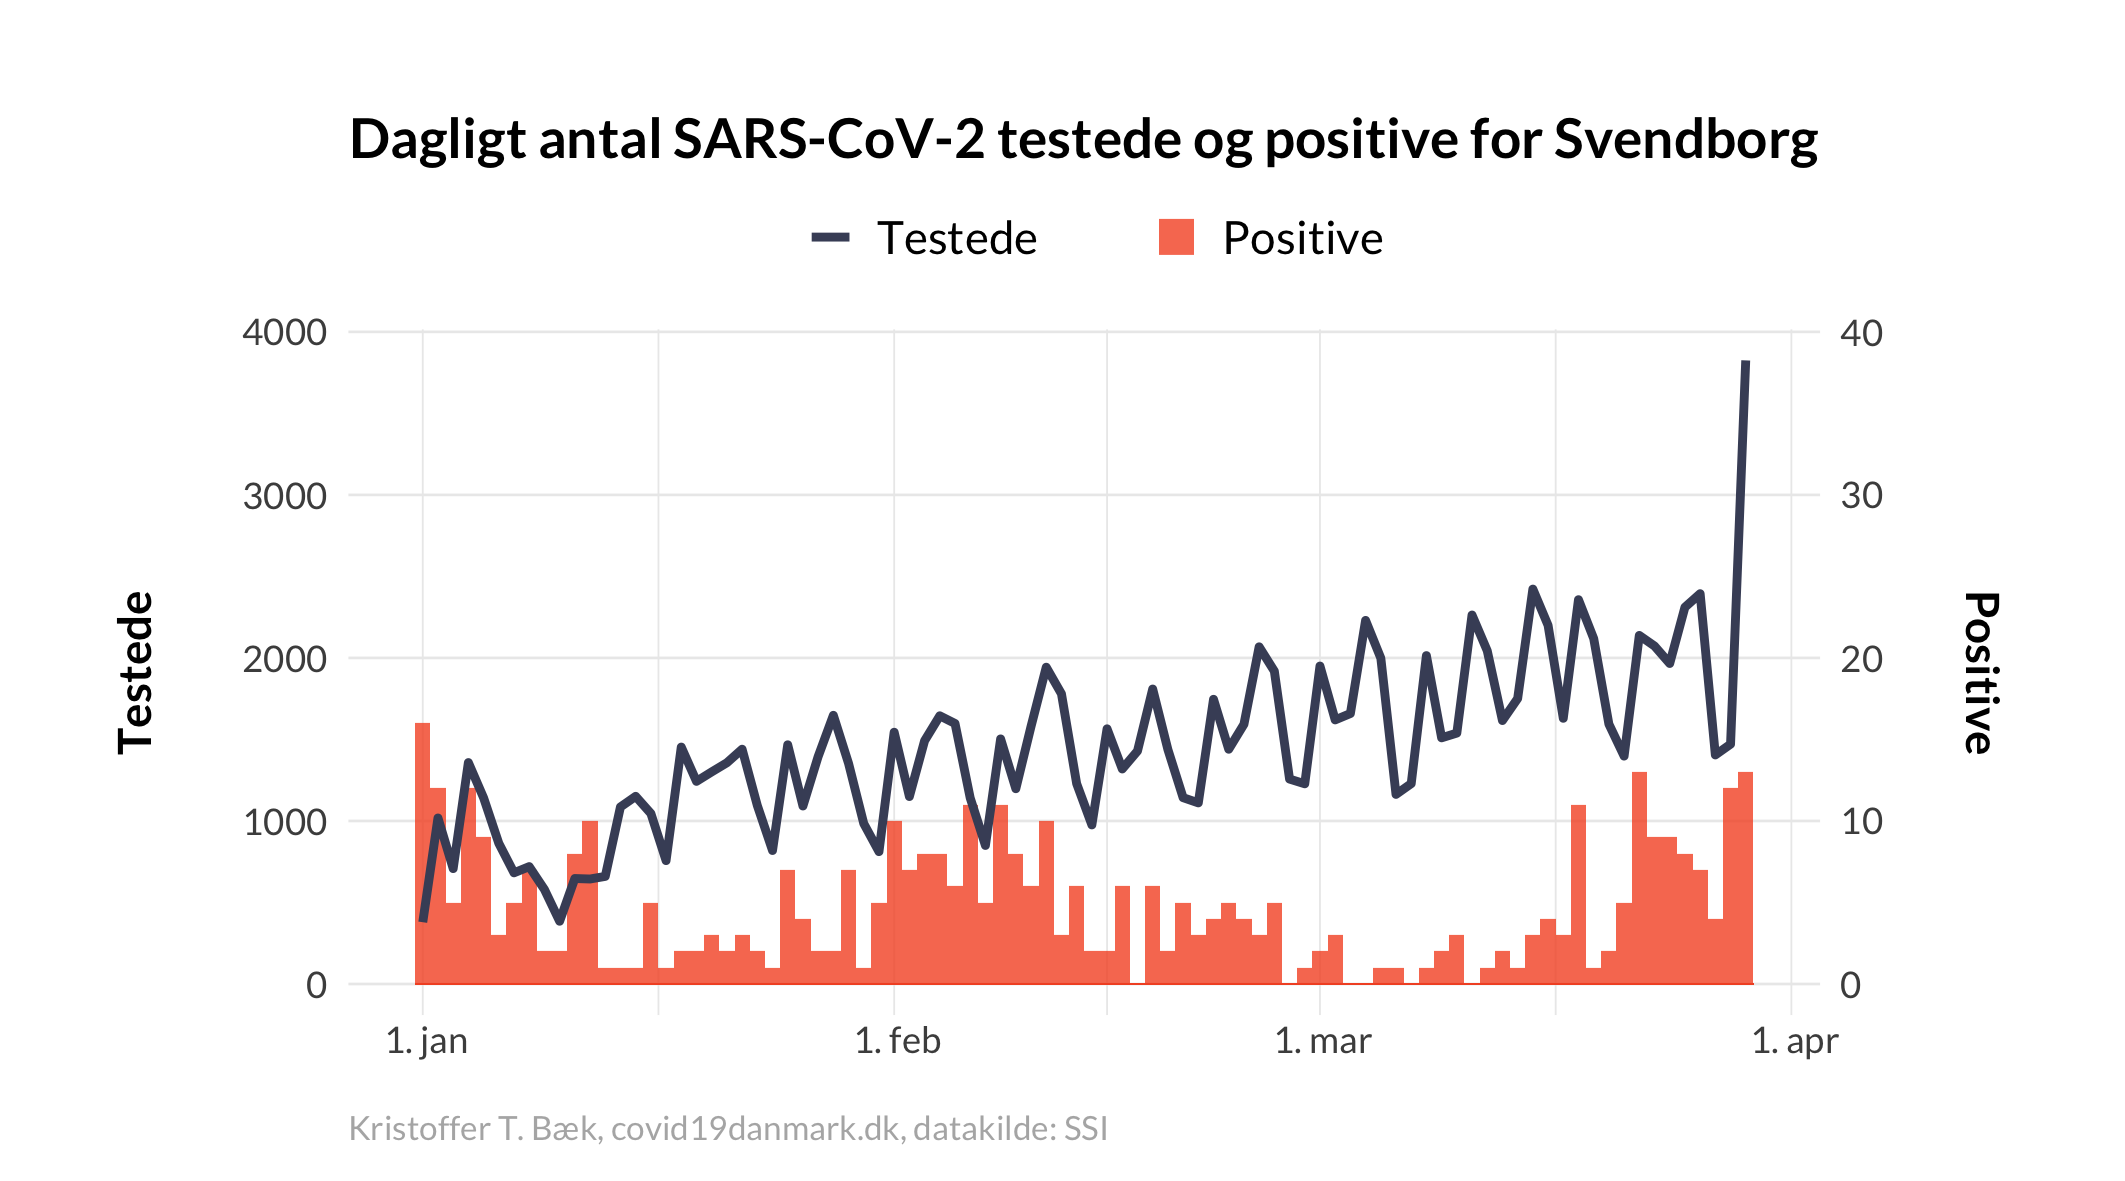 Dagligt antal SARS-CoV-2 testede og positive for Svendborg
Testede
Positive
4000
3000
2000
1000
0
Testede
40
30
20
10
0
Positive
1. jan
1. feb
1. mar
1. apr
Kristoffer T. Bæk, covid19danmark.dk, datakilde: SSI